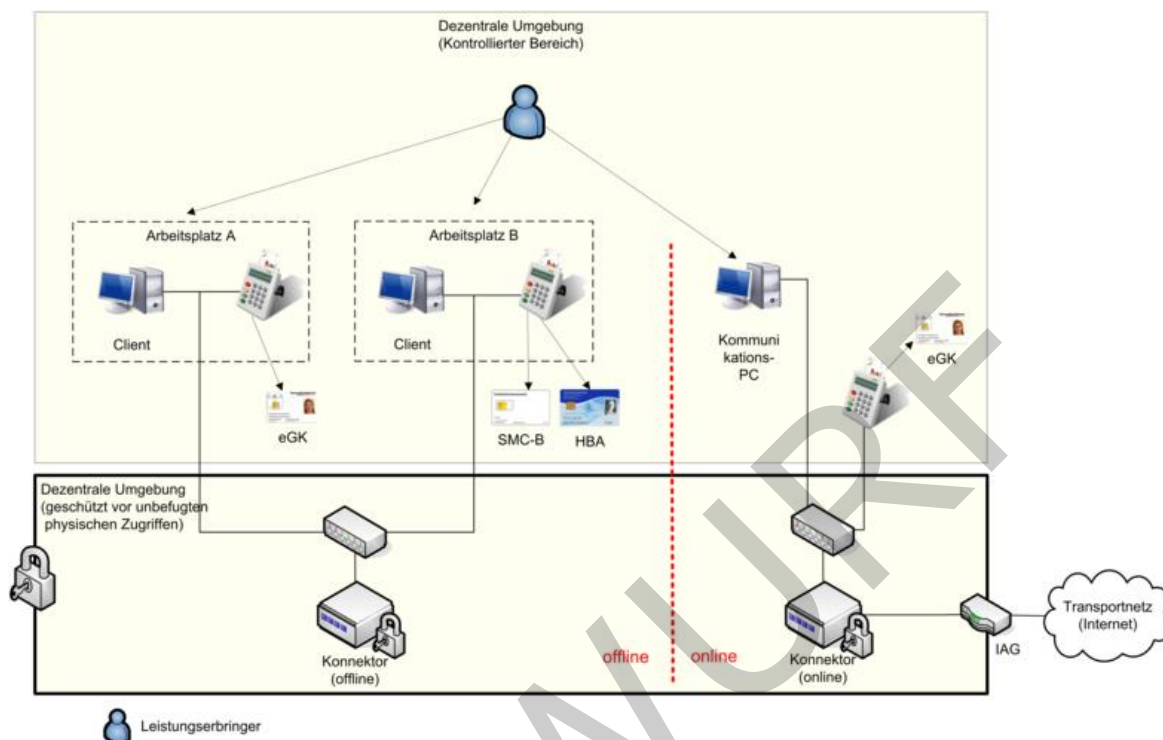 Dezentrale Umgebung
(Kontrollierter Bereich)
Arbeitsplatz A
Arbeitsplatz B
Client
Client
Kommuni
kations-
PC
eGK
eGK
SMC-B
HBA
Dezentrale Umgebung
(geschützt vor unbefugten
physischen Zugriffen)
Konnektor
(offline)
offline
online
Konnektor
(online)
IAG
Transportnetz
(Internet)
Leistungserbringer
WURF